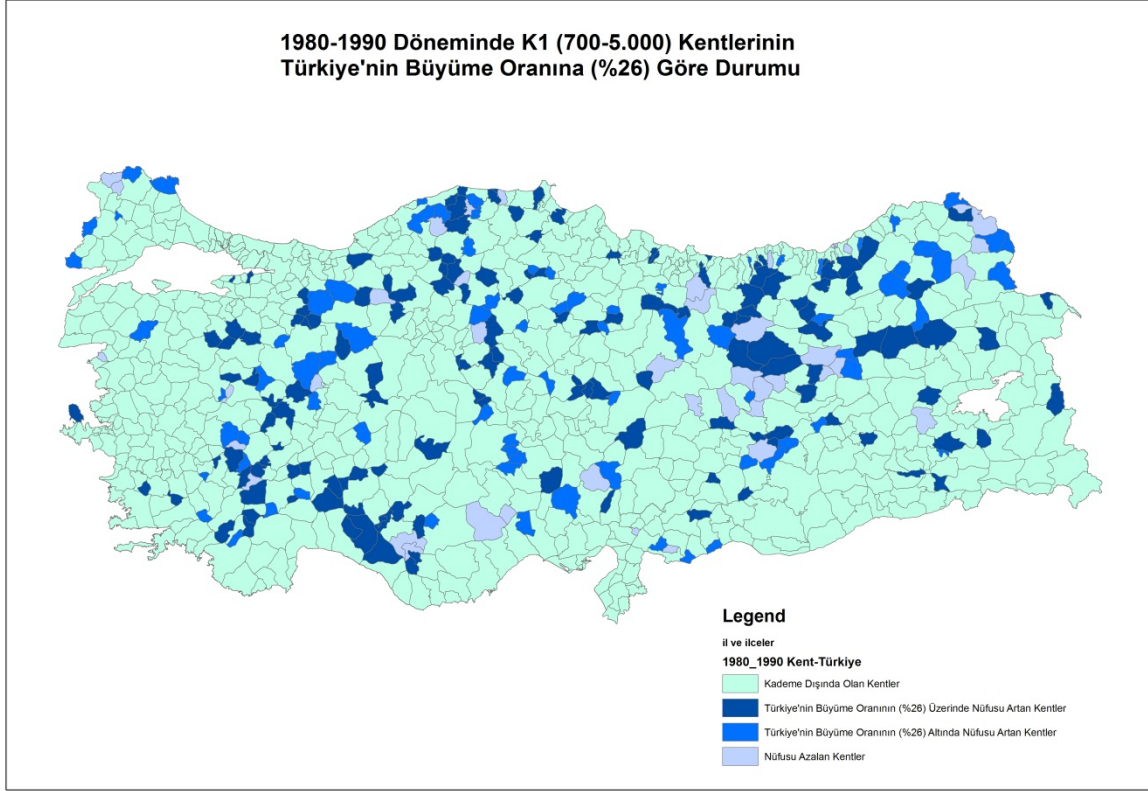 1980-1990 Döneminde K1 (700-5.000) Kentlerinin
Türkiye'nin Büyüme Oranına (%26) Göre Durumu
Legend
il ve ilceler
1980_1990 Kent-Türkiye
Kademe Dışında Olan Kentler
Türkiye'nin Büyüme Oranının (%26) Üzerinde Nüfusu Artan Kentler
Türkiye'nin Büyüme Oranının (%26) Altında Nüfusu Artan Kentler
Nüfusu Azalan Kentler